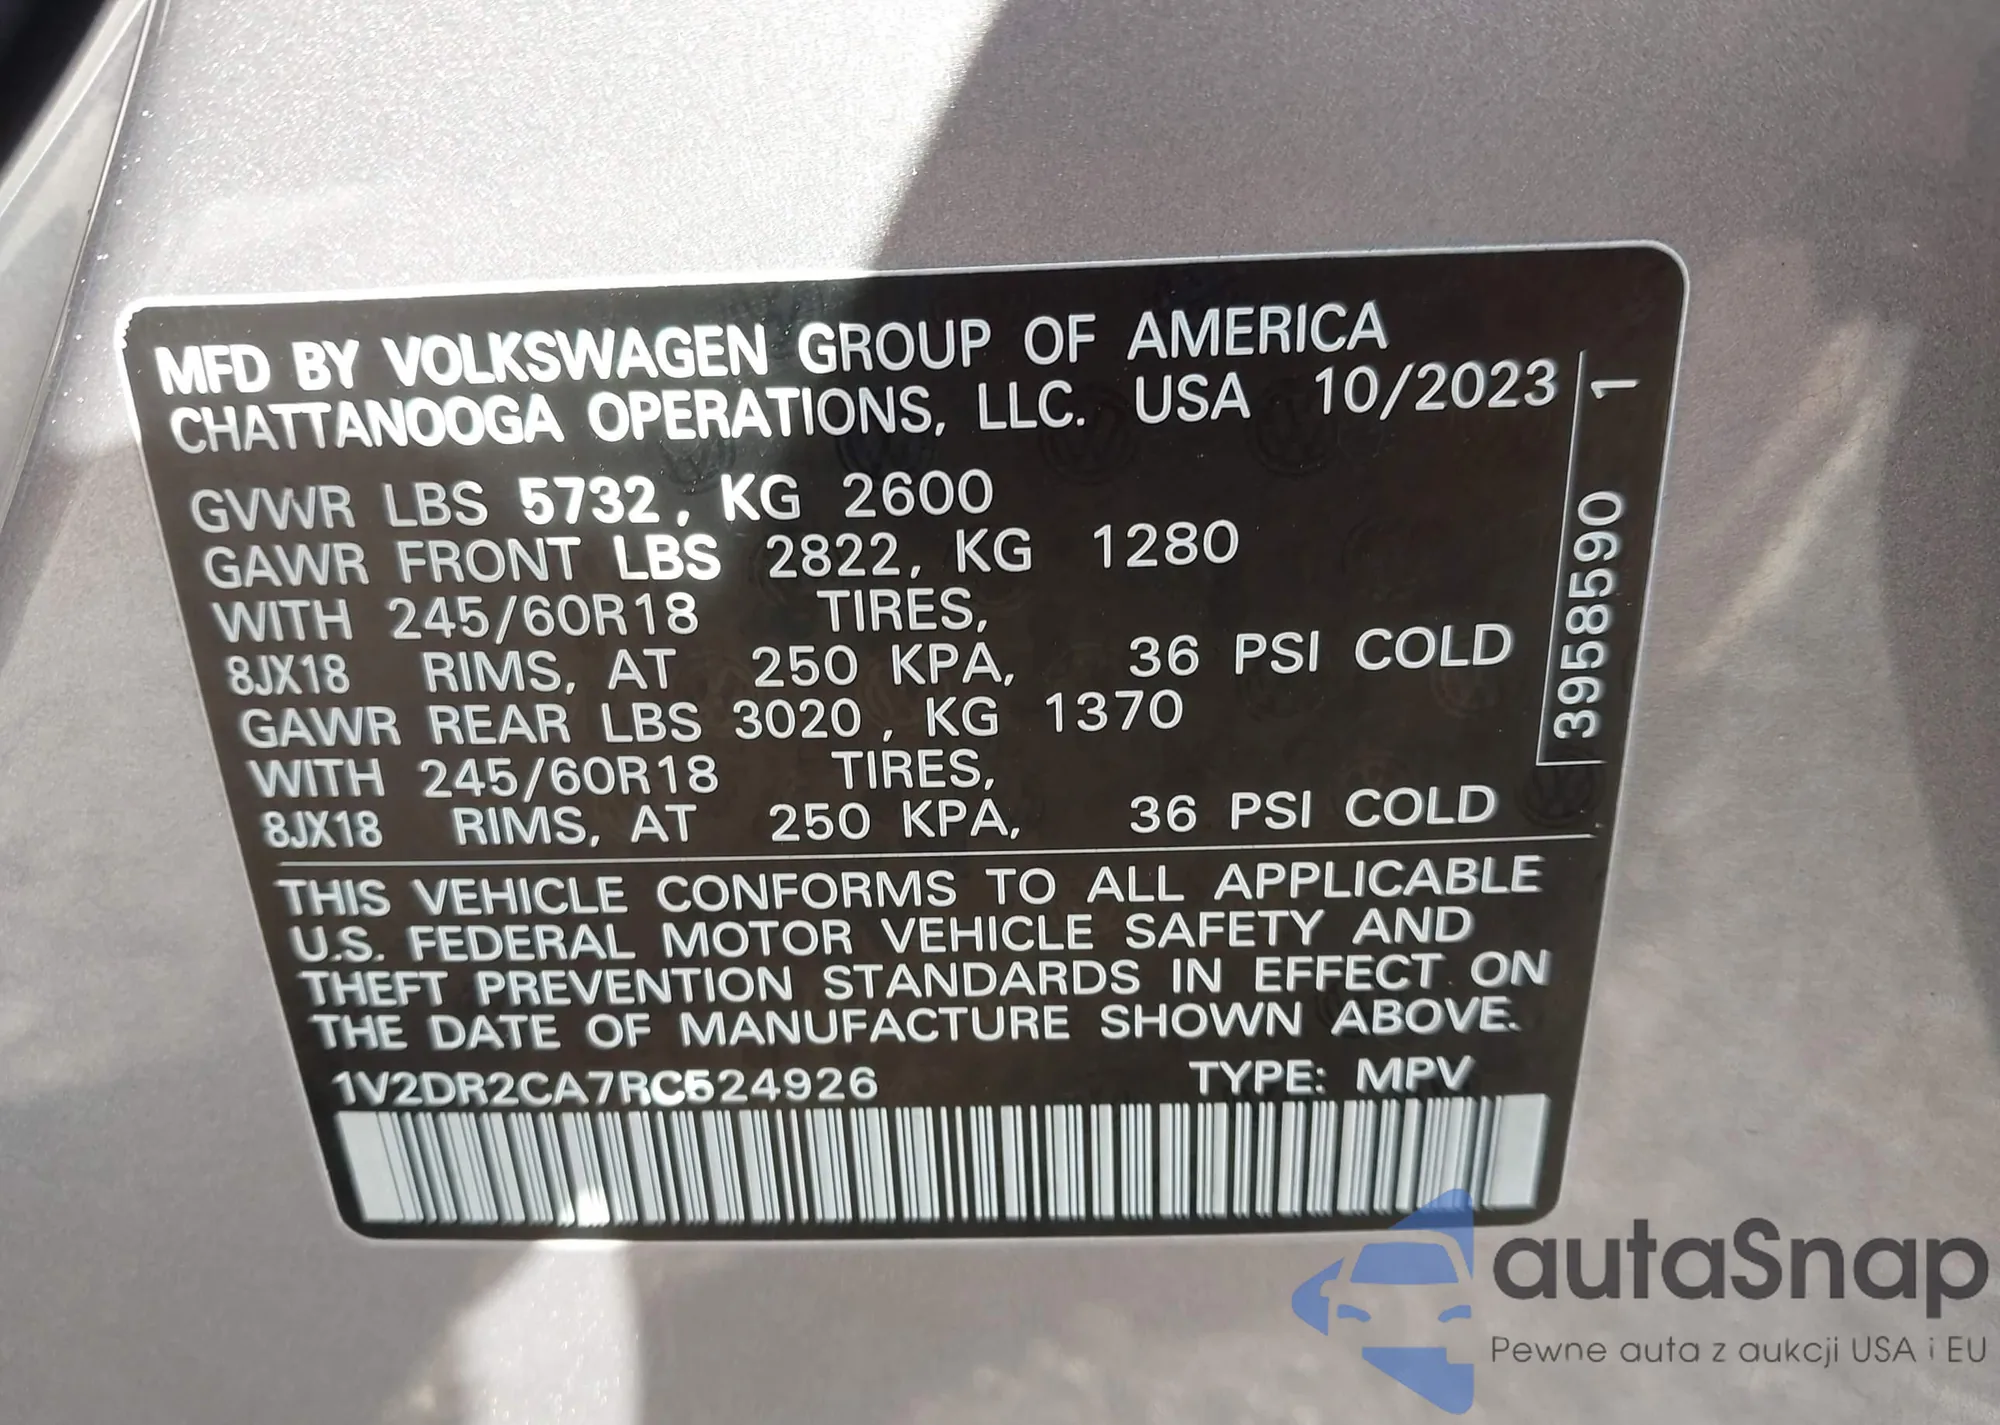 MFD BY VOLKSWAGEN GROUP OF AMERICA
CHATTANOOGA OPERATIONS, LLC. USA 10/2023
GVWR LBS 5732, KG 2600
GAWR FRONT LBS 2822, KG 1280
WITH 245/60R18 TIRES,
8JX18 RIMS, AT 250 KPA, 36 PSI COLD
GAWR REAR LBS 3020, KG 1370
WITH 245/60R18 TIRES,
8JX18 RIMS, AT 250 KPA, 36 PSI COLD
3958590 1
THIS VEHICLE CONFORMS TO ALL APPLICABLE
U.S. FEDERAL MOTOR VEHICLE SAFETY AND
THEFT PREVENTION STANDARDS IN EFFECT ON
THE DATE OF MANUFACTURE SHOWN ABOVE.
1V2DR2CA7RC524926 TYPE: MPV
autaSnap
Pewne auta z aukcji USA i EU